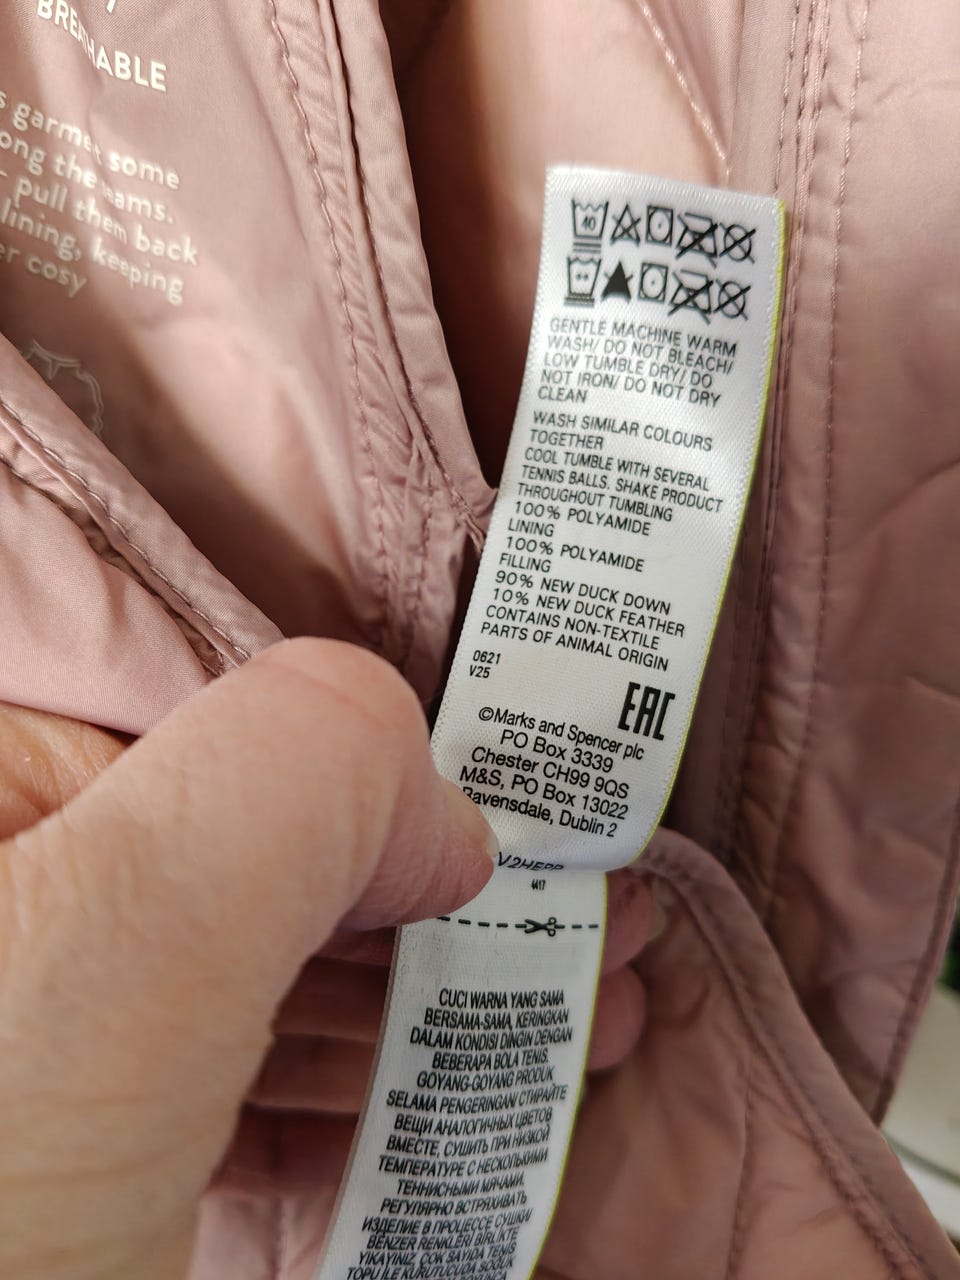 BREATHABLE
garment some
the seams.
pull them back
lining, keeping
cosy
40
GENTLE MACHINE WARM
WASH/ DO NOT BLEACH/
LOW TUMBLE DRY/ DO
NOT IRON/ DO NOT DRY
CLEAN
WASH SIMILAR COLOURS
TOGETHER
COOL TUMBLE WITH SEVERAL
TENNIS BALLS. SHAKE PRODUCT
THROUGHOUT TUMBLING
100% POLYAMIDE
LINING
100% POLYAMIDE
FILLING
90% NEW DUCK DOWN
10% NEW DUCK FEATHER
CONTAINS NON-TEXTILE
PARTS OF ANIMAL ORIGIN
0621
V25
EAC
©Marks and Spencer plc
PO Box 3339
Chester CH99 9QS
M&S, PO Box 13022
Ravensdale, Dublin 2
4417
CUCI WARNA YANG SAMA
BERSAMA-SAMA, KERINGKAN
DALAM KONDISI DINGIN DENGAN
BEBERAPA BOLA TENIS.
GOYANG-GOYANG PRODUK
SELAMA PENGERINGAN/ СТИРАЙТЕ
ВЕЩИ АНАЛОГИЧНЫХ ЦВЕТОВ
ВМЕСТЕ, СУШИТЬ ПРИ НИЗКОЙ
ТЕМПЕРАТУРЕ С НЕСКОЛЬКИМИ
ТЕННИСНЫМИ МЯЧАМИ.
РЕГУЛЯРНО ВСТРЯХИВАТЬ
ИЗДЕЛИЕ В ПРОЦЕССЕ СУШКИ/
BENZER RENKLERİ BİRLİKTE
YIKAYINIZ, ÇOK SAYIDA TENİS
TOPU İLE KURUTUCUDA SOĞUK